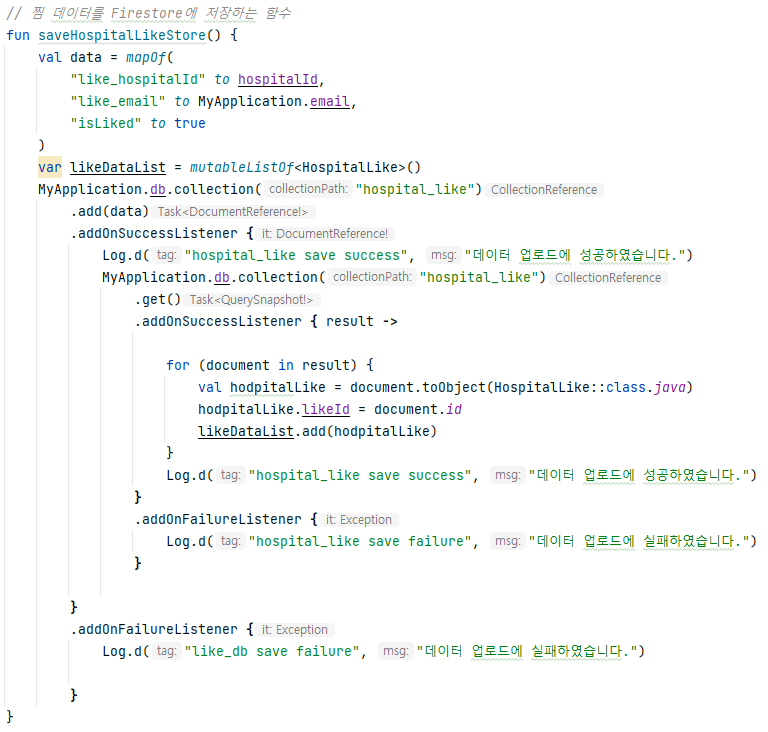 // 찜 데이터를 Firestore에 저장하는 함수
fun saveHospitalLikeStore() {
val data = mapOf(
"like_hospitalId" to hospitalId,
"like_email" to MyApplication.email,
"isLiked" to true
)
var likeDataList = mutableListOf<HospitalLike>()
MyApplication.db.collection( collectionPath: "hospital_like") CollectionReference
.add(data) Task<DocumentReference!>
.addOnSuccessListener { it: DocumentReference!
Log.d( tag: "hospital_like save success", msg: "데이터 업로드에 성공하였습니다.")
MyApplication.db.collection( collectionPath: "hospital_like") CollectionReference
.get() Task<QuerySnapshot!>
.addOnSuccessListener { result ->
for (document in result) {
val hodpitalLike = document.toObject(HospitalLike::class.java)
hodpitalLike.likeId = document.id
likeDataList.add(hodpitalLike)
}
Log.d( tag: "hospital_like save success", msg: "데이터 업로드에 성공하였습니다.")
}
.addOnFailureListener { it: Exception
Log.d( tag: "hospital_like save failure", msg: "데이터 업로드에 실패하였습니다.")
}
}
.addOnFailureListener { it: Exception
Log.d( tag: "like_db save failure", msg: "데이터 업로드에 실패하였습니다.")
}
}